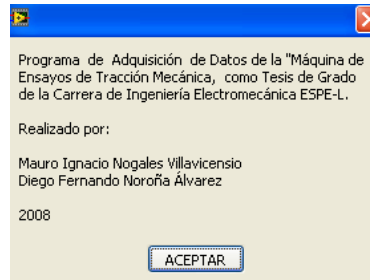 Programa de Adquisición de Datos de la "Máquina de
Ensayos de Tracción Mecánica, como Tesis de Grado
de la Carrera de Ingeniería Electromecánica ESPE-L.
Realizado por:
Mauro Ignacio Nogales Villavicensio
Diego Fernando Noroña Álvarez
2008
ACEPTAR